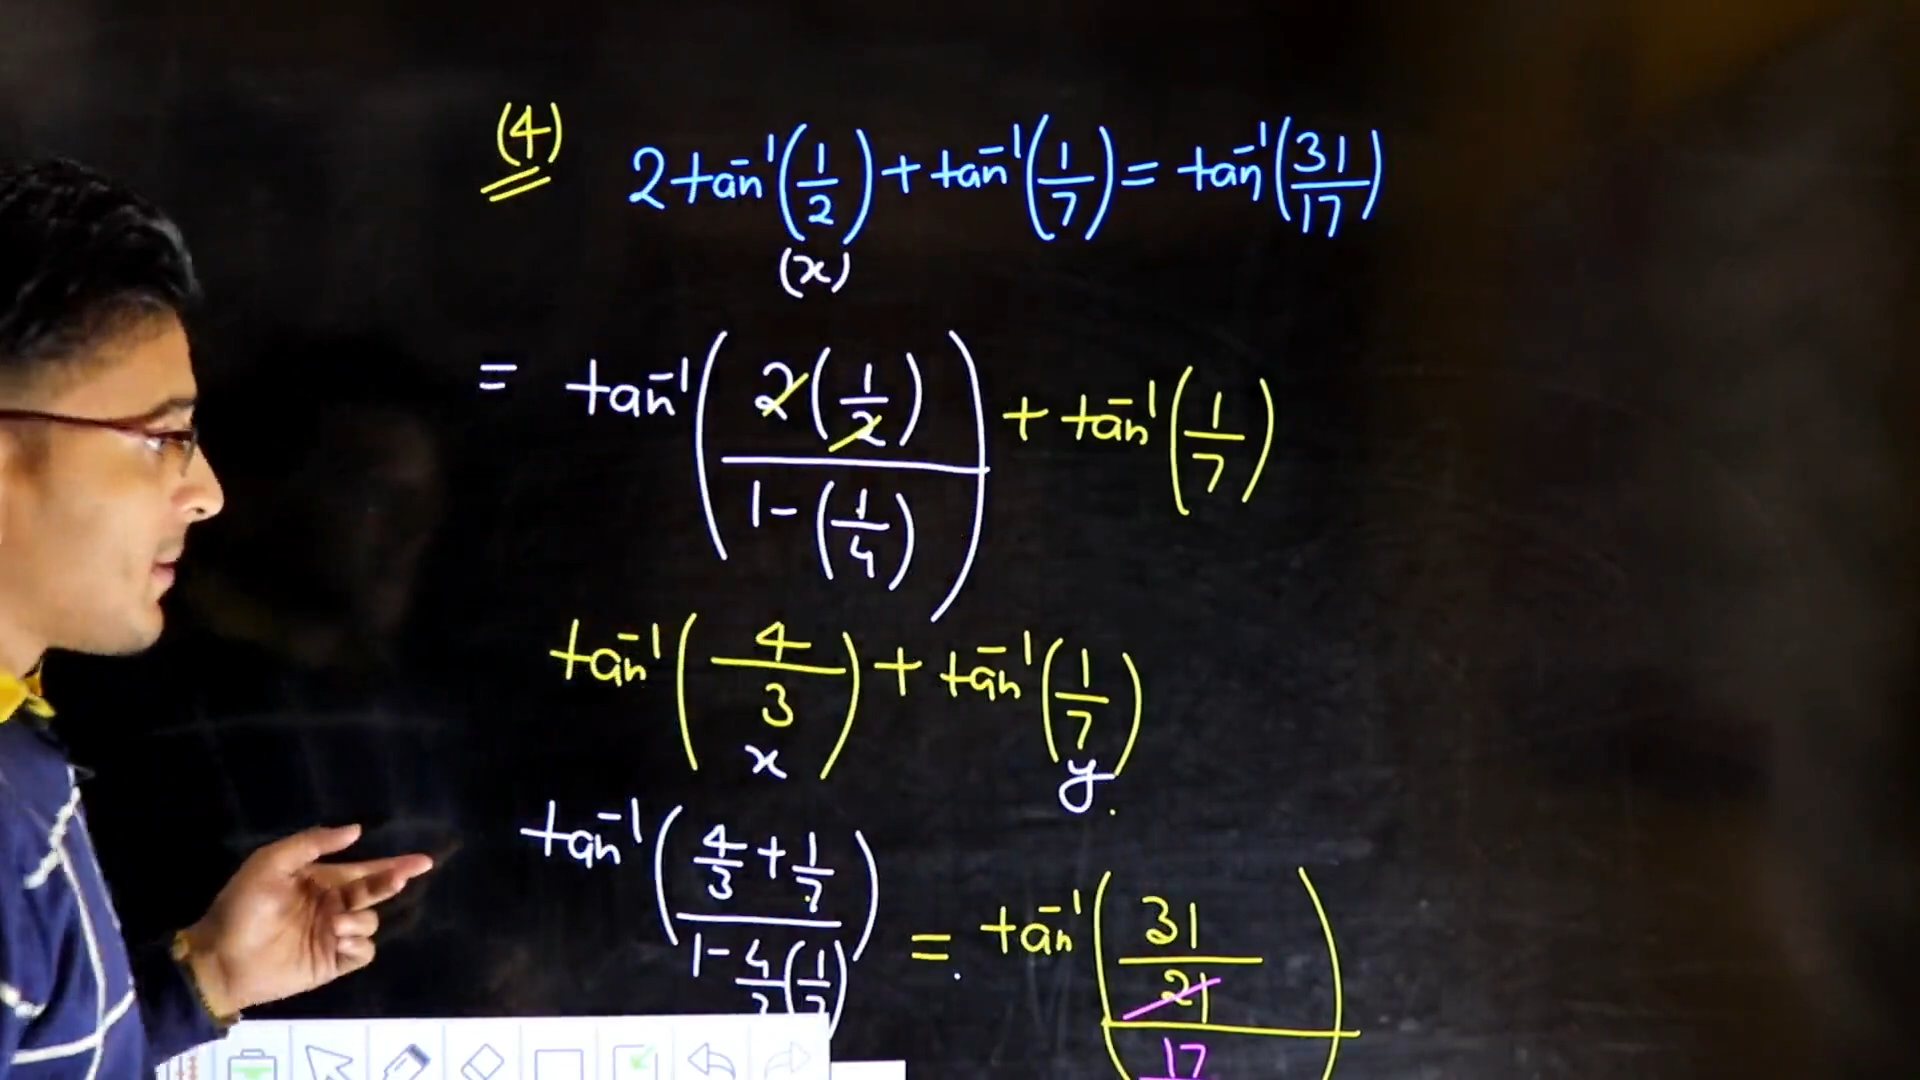 (4) 2tan⁻¹(1/2) + tan⁻¹(1/7) = tan⁻¹(31/17)
(x)
= tan⁻¹(2(1/2) / 1-(1/4)) + tan⁻¹(1/7)
tan⁻¹(4/3) + tan⁻¹(1/7)
x y
tan⁻¹(4/3 + 1/7 / 1-4/3(1/7)) = tan⁻¹(31/21 / 17